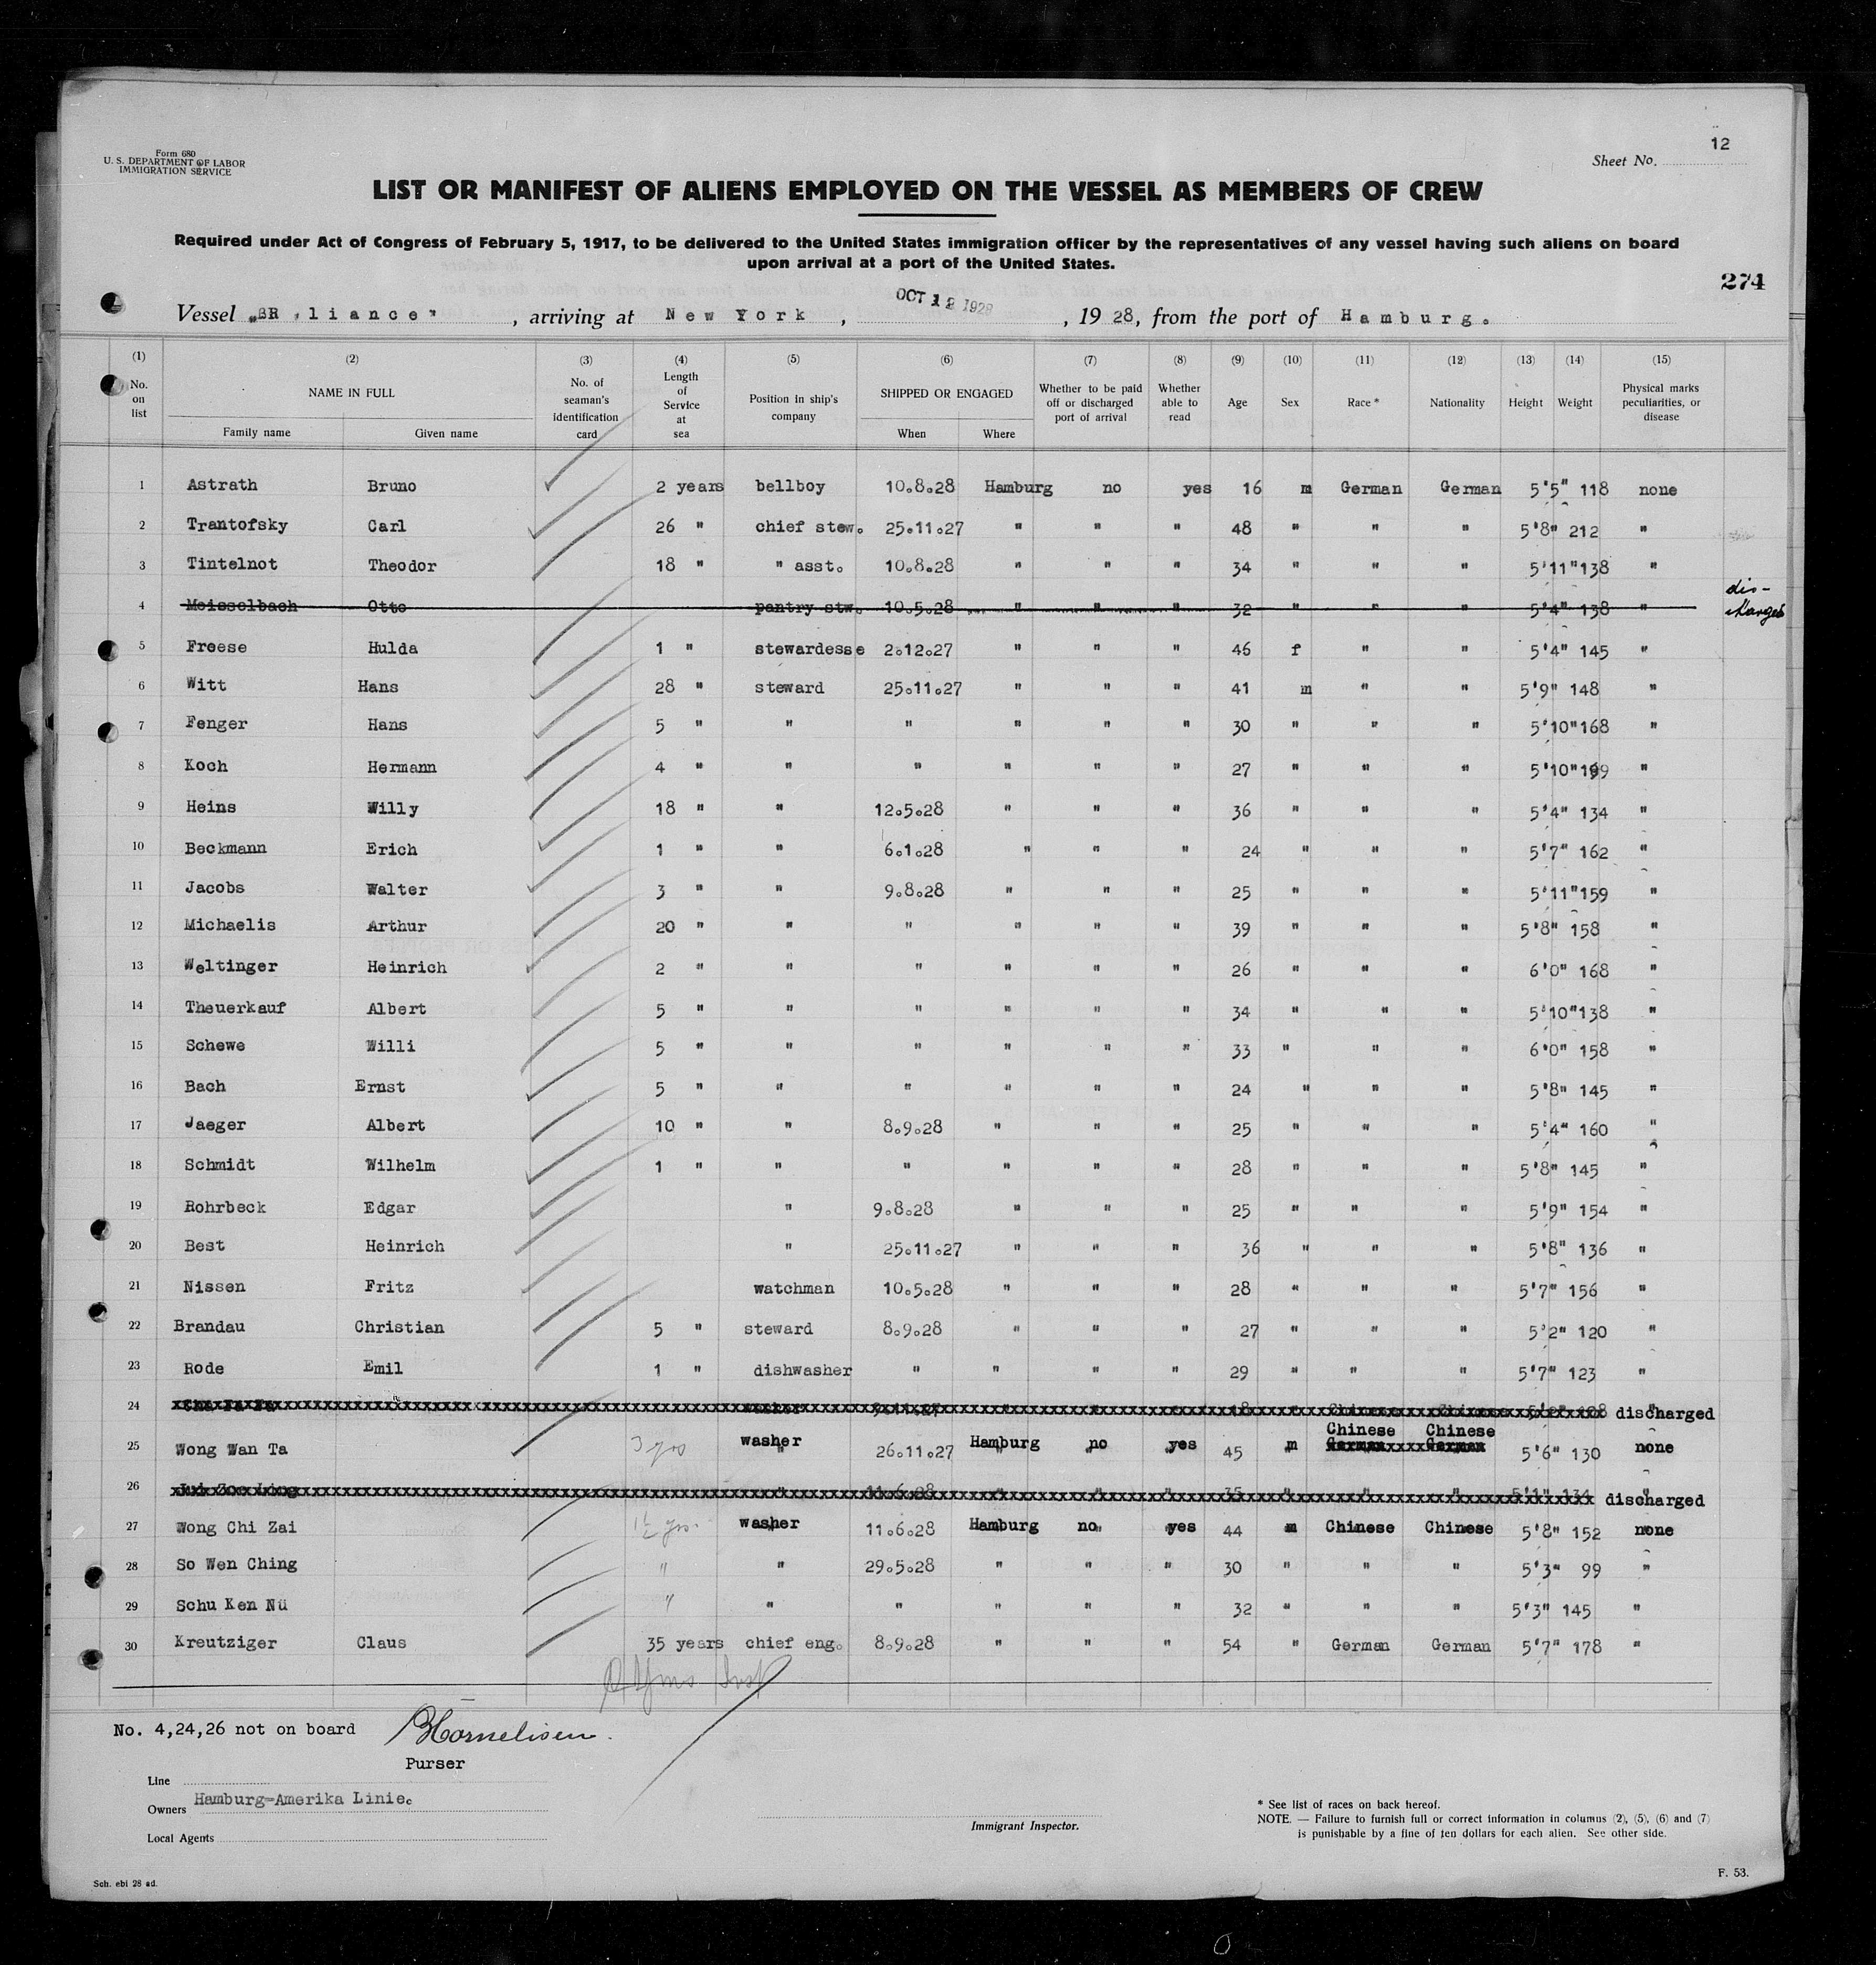 12
Form 680
U. S. DEPARTMENT OF LABOR
IMMIGRATION SERVICE
Sheet No.
LIST OR MANIFEST OF ALIENS EMPLOYED ON THE VESSEL AS MEMBERS OF CREW
Required under Act of Congress of February 5, 1917, to be delivered to the United States immigration officer by the representatives of any vessel having such aliens on board
upon arrival at a port of the United States.
274
Vessel liance", arriving at New York, OCT 12 1928, 1928, from the port of Hamburg.
(1) (2) (3) (4) (5) (6) (7) (8) (9) (10) (11) (12) (13) (14) (15)
No. on list NAME IN FULL Family name Given name No. of seaman's identification card Length of Service at sea Position in ship's company SHIPPED OR ENGAGED When Where Whether to be paid off or discharged port of arrival Whether able to read Age Sex Race * Nationality Height Weight Physical marks peculiarities, or disease
1 Astrath Bruno 2 years bellboy 10.8.28 Hamburg no yes 16 m German German 5'5" 118 none
2 Trantofsky Carl 26 " chief stew. 25.11.27 " " " 48 " " " 5'8" 212 "
3 Tintelnot Theodor 18 " " asst. 10.8.28 " " " 34 " " " 5'11" 138 "
4 Meisselbach Otto pantry stw. 10.5.28 " " " 32 " " " 5'4" 138 " dis-charged
5 Freese Hulda 1 " stewardesse 2.12.27 " " " 46 f " " 5'4" 145 "
6 Witt Hans 28 " steward 25.11.27 " " " 41 m " " 5'9" 148 "
7 Fenger Hans 5 " " " " " " 30 " " " 5'10" 168 "
8 Koch Hermann 4 " " " " " " 27 " " " 5'10" "
9 Heins Willy 18 " " 12.5.28 " " " 36 " " " 5'4" 134 "
10 Beckmann Erich 1 " " 6.1.28 " " " 24 " " " 5'7" 162 "
11 Jacobs Walter 3 " " 9.8.28 " " " 25 " " " 5'11" 159 "
12 Michaelis Arthur 20 " " " " " " 39 " " " 5'8" 158 "
13 Weltinger Heinrich 2 " " " " " " 26 " " " 6'0" 168 "
14 Theuerkauf Albert 5 " " " " " " 34 " " " 5'10" 138 "
15 Schewe Willi 5 " " " " " " 33 " " " 6'0" 158 "
16 Bach Ernst 5 " " " " " " 24 " " " 5'8" 145 "
17 Jaeger Albert 10 " " 8.9.28 " " " 25 " " " 5'4" 160 "
18 Schmidt Wilhelm 1 " " " " " " 28 " " " 5'8" 145 "
19 Rohrbeck Edgar " 9.8.28 " " " 25 " " " 5'9" 154 "
20 Best Heinrich " 25.11.27 " " " 36 " " " 5'8" 136 "
21 Nissen Fritz watchman 10.5.28 " " " 28 " " " 5'7" 156 "
22 Brandau Christian 5 " steward 8.9.28 " " " 27 " " " 5'2" 120 "
23 Rode Emil 1 " dishwasher " " " " 29 " " " 5'7" 123 "
24 discharged
25 Wong Wan Ta 3 yrs washer 26.11.27 Hamburg no yes 45 m Chinese Chinese 5'6" 130 none
26 discharged
27 Wong Chi Zai 1½ yrs. washer 11.6.28 Hamburg no yes 44 m Chinese Chinese 5'8" 152 none
28 So Wen Ching " " 29.5.28 " " " 30 " " " 5'3" 99 "
29 Schu Ken Nü " " " " " " 32 " " " 5'3" 145 "
30 Kreutziger Claus 35 years chief eng. 8.9.28 " " " 54 " German German 5'7" 178 "
No. 4,24,26 not on board
Purser
Line
Owners Hamburg-Amerika Linie.
Local Agents
Immigrant Inspector.
* See list of races on back hereof.
NOTE. — Failure to furnish full or correct information in columns (2), (5), (6) and (7)
is punishable by a fine of ten dollars for each alien. See other side.
Sch. ebi 28 ad.
F. 53.